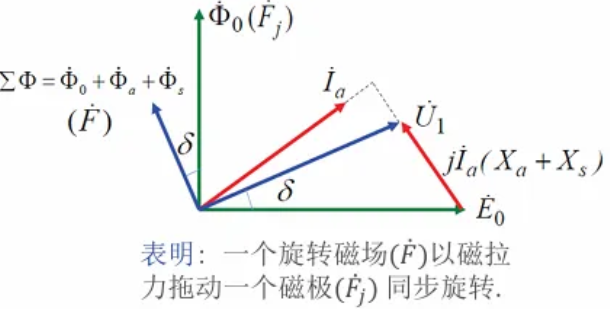 Φ̇₀(Ḟⱼ)
∑Φ=Φ̇₀+Φ̇ₐ+Φ̇ₛ
(Ḟ)
δ
İₐ
U̇₁
δ
jİₐ(Xₐ+Xₛ)
Ė₀
表明：一个旋转磁场(Ḟ)以磁拉
力拖动一个磁极(Ḟⱼ) 同步旋转.